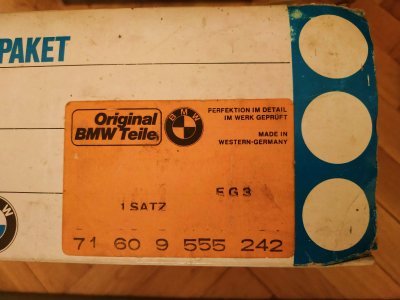 PAKET
Original
BMW Teile
BMW
PERFEKTION IM DETAIL
IM WERK GEPRÜFT
MADE IN
WESTERN-GERMANY
EG3
1 SATZ
71 60 9 555 242